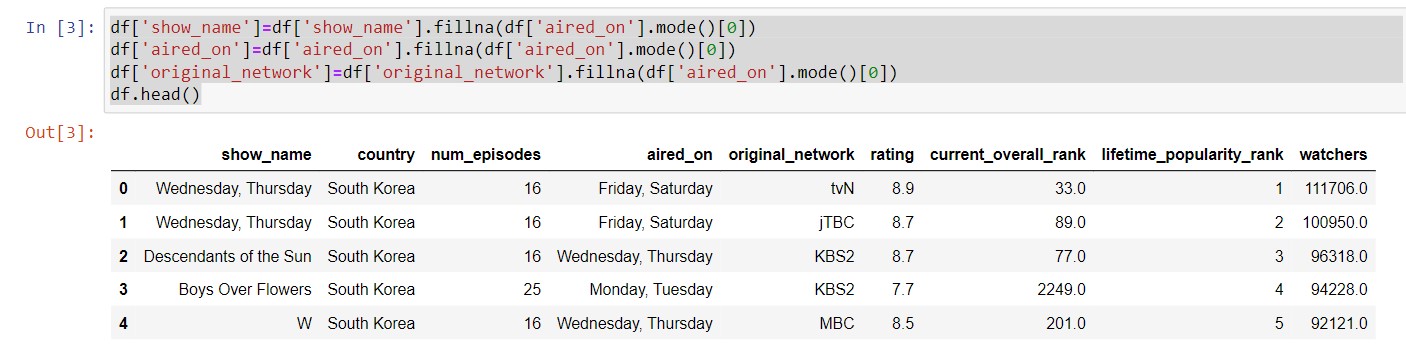 In [3]: df['show_name']=df['show_name'].fillna(df['aired_on'].mode()[0])
df['aired_on']=df['aired_on'].fillna(df['aired_on'].mode()[0])
df['original_network']=df['original_network'].fillna(df['aired_on'].mode()[0])
df.head()
Out[3]:
show_name country num_episodes aired_on original_network rating current_overall_rank lifetime_popularity_rank watchers
0 Wednesday, Thursday South Korea 16 Friday, Saturday tvN 8.9 33.0 1 111706.0
1 Wednesday, Thursday South Korea 16 Friday, Saturday jTBC 8.7 89.0 2 100950.0
2 Descendants of the Sun South Korea 16 Wednesday, Thursday KBS2 8.7 77.0 3 96318.0
3 Boys Over Flowers South Korea 25 Monday, Tuesday KBS2 7.7 2249.0 4 94228.0
4 W South Korea 16 Wednesday, Thursday MBC 8.5 201.0 5 92121.0